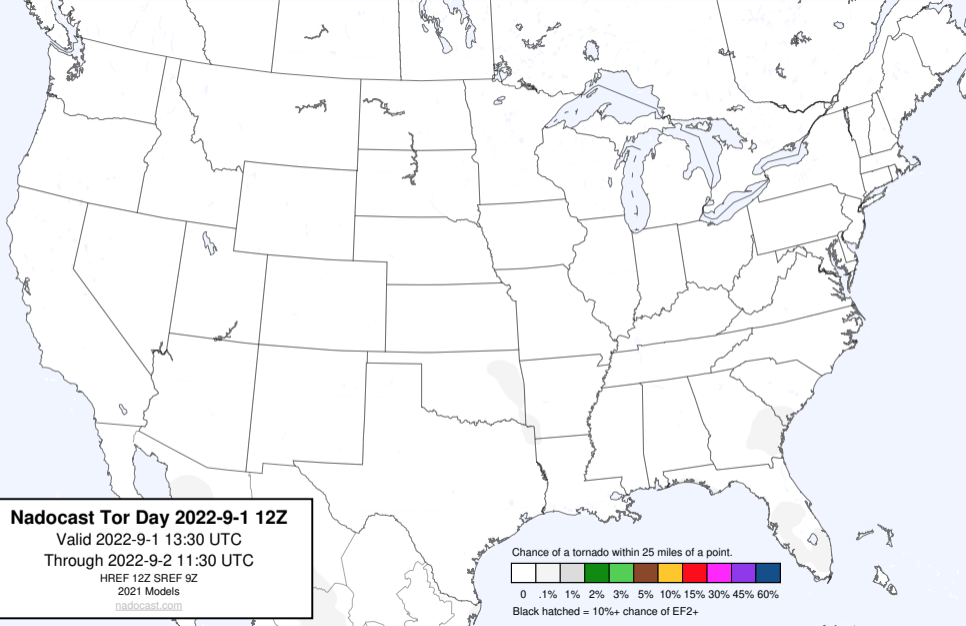 Nadocast Tor Day 2022-9-1 12Z
Valid 2022-9-1 13:30 UTC
Through 2022-9-2 11:30 UTC
HREF 12Z SREF 9Z
2021 Models
nadocast.com
Chance of a tornado within 25 miles of a point.
0 .1% 1% 2% 3% 5% 10% 15% 30% 45% 60%
Black hatched = 10%+ chance of EF2+